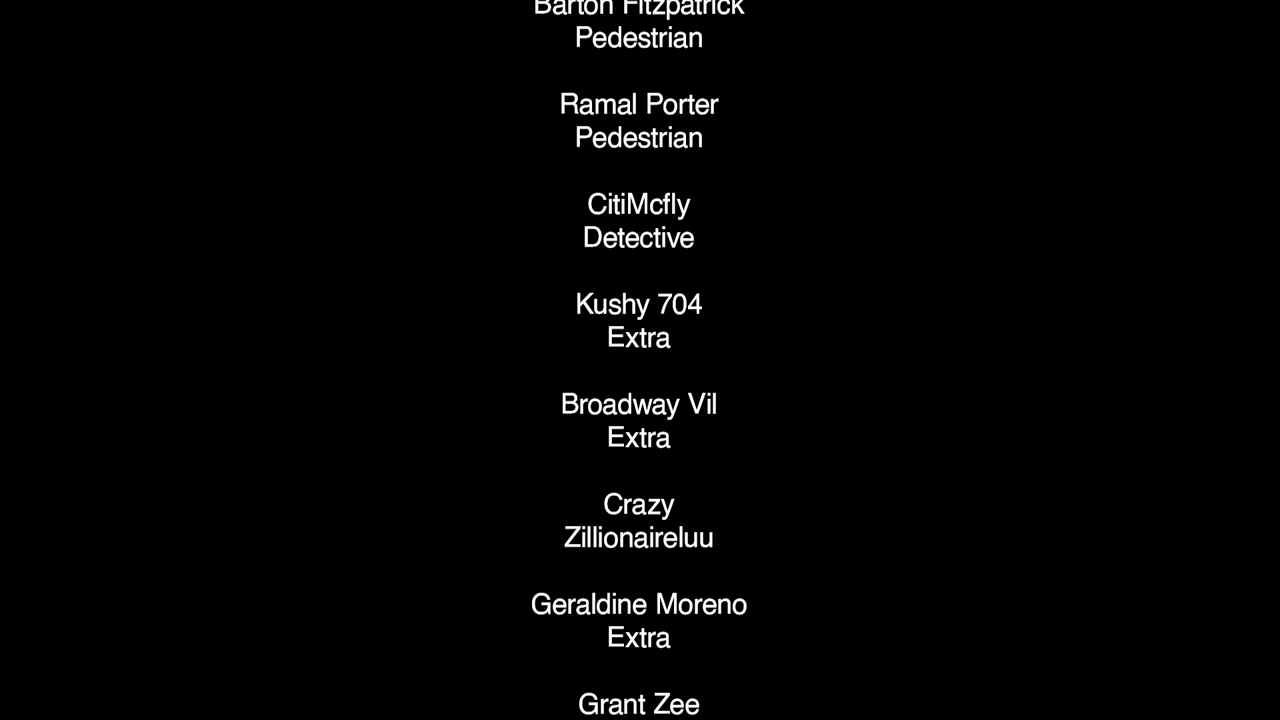 Barton Fitzpatrick
Pedestrian
Ramal Porter
Pedestrian
CitiMcfly
Detective
Kushy 704
Extra
Broadway Vil
Extra
Crazy
Zillionaireluu
Geraldine Moreno
Extra
Grant Zee